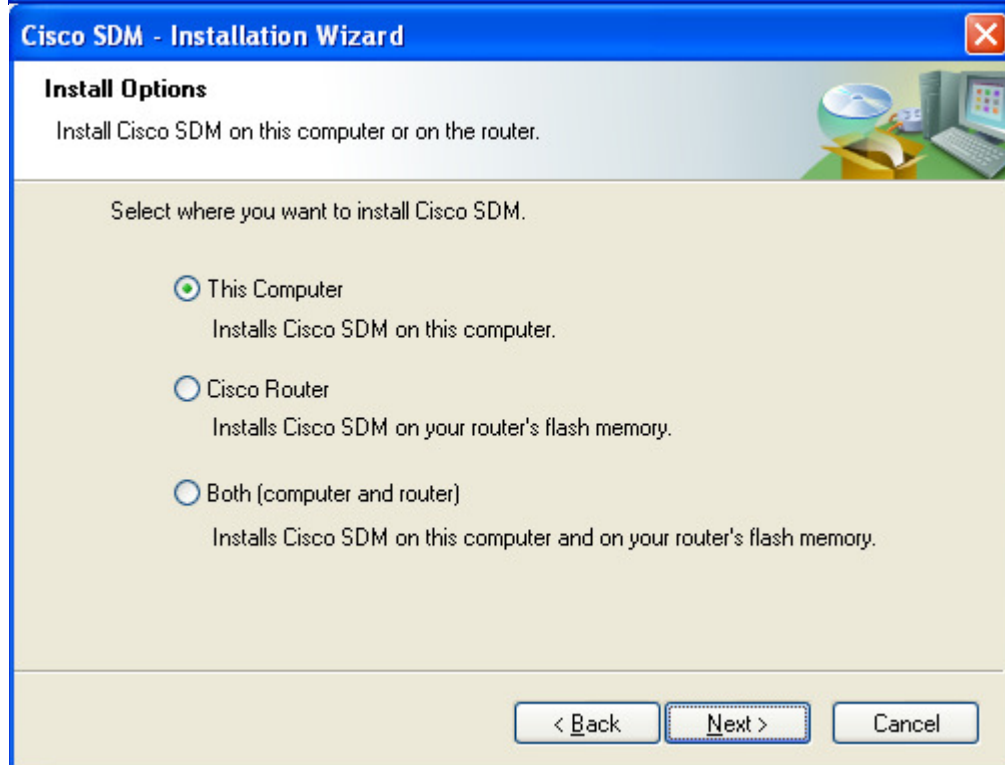 Cisco SDM - Installation Wizard
Install Options
Install Cisco SDM on this computer or on the router.
Select where you want to install Cisco SDM.
This Computer
Installs Cisco SDM on this computer.
Cisco Router
Installs Cisco SDM on your router's flash memory.
Both (computer and router)
Installs Cisco SDM on this computer and on your router's flash memory.
< Back Next > Cancel